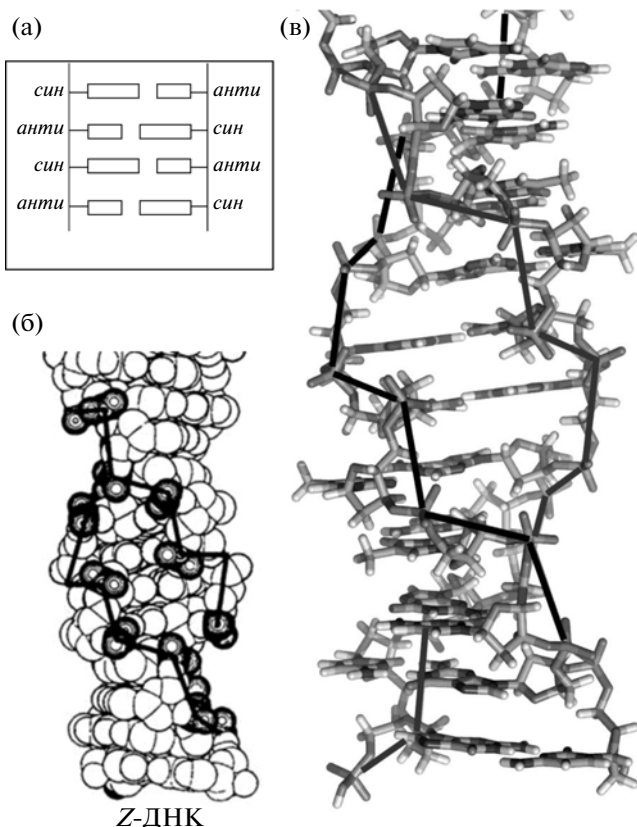 (а)
син анти
анти син
син анти
анти син
(б)
Z-ДНК
(в)